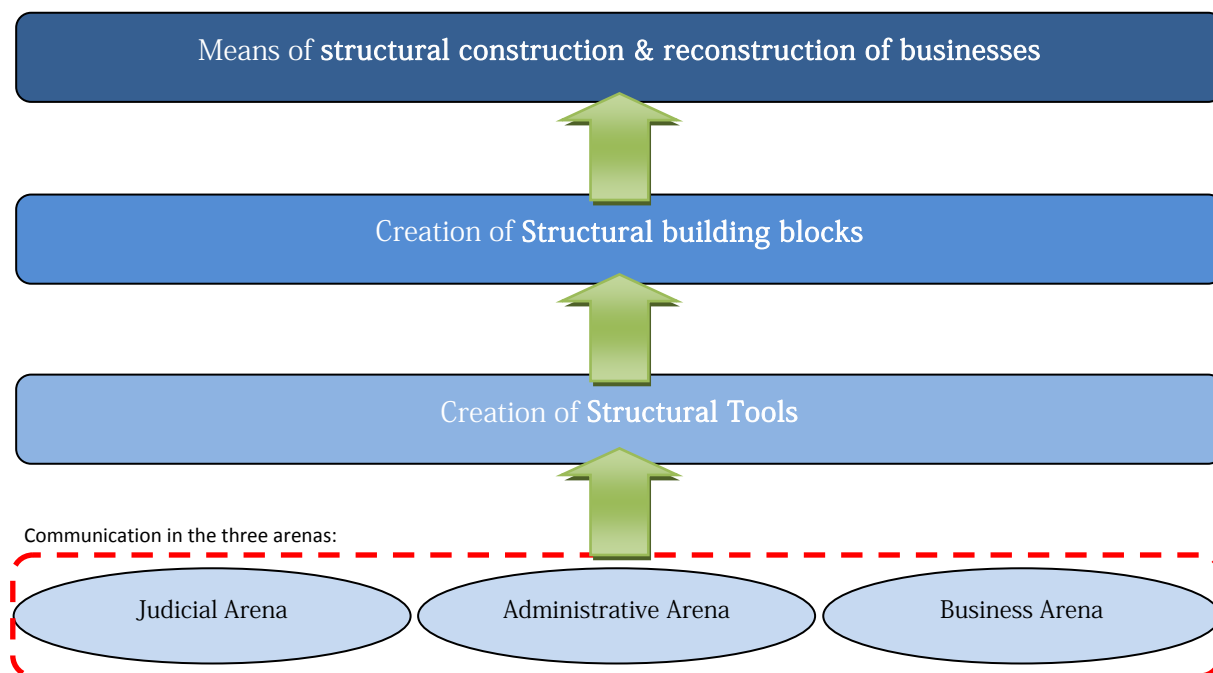 Means of structural construction & reconstruction of businesses
Creation of Structural building blocks
Creation of Structural Tools
Communication in the three arenas:
Judicial Arena
Administrative Arena
Business Arena